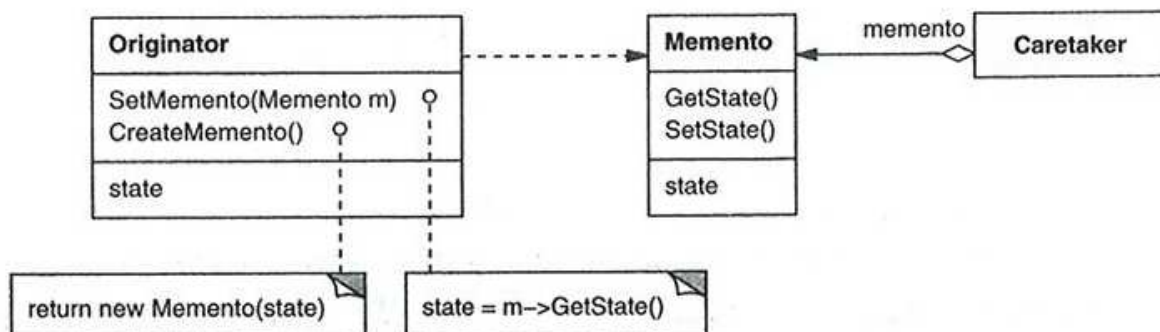 Originator
SetMemento(Memento m)
CreateMemento()
state
return new Memento(state)
state = m->GetState()
Memento
GetState()
SetState()
state
memento
Caretaker